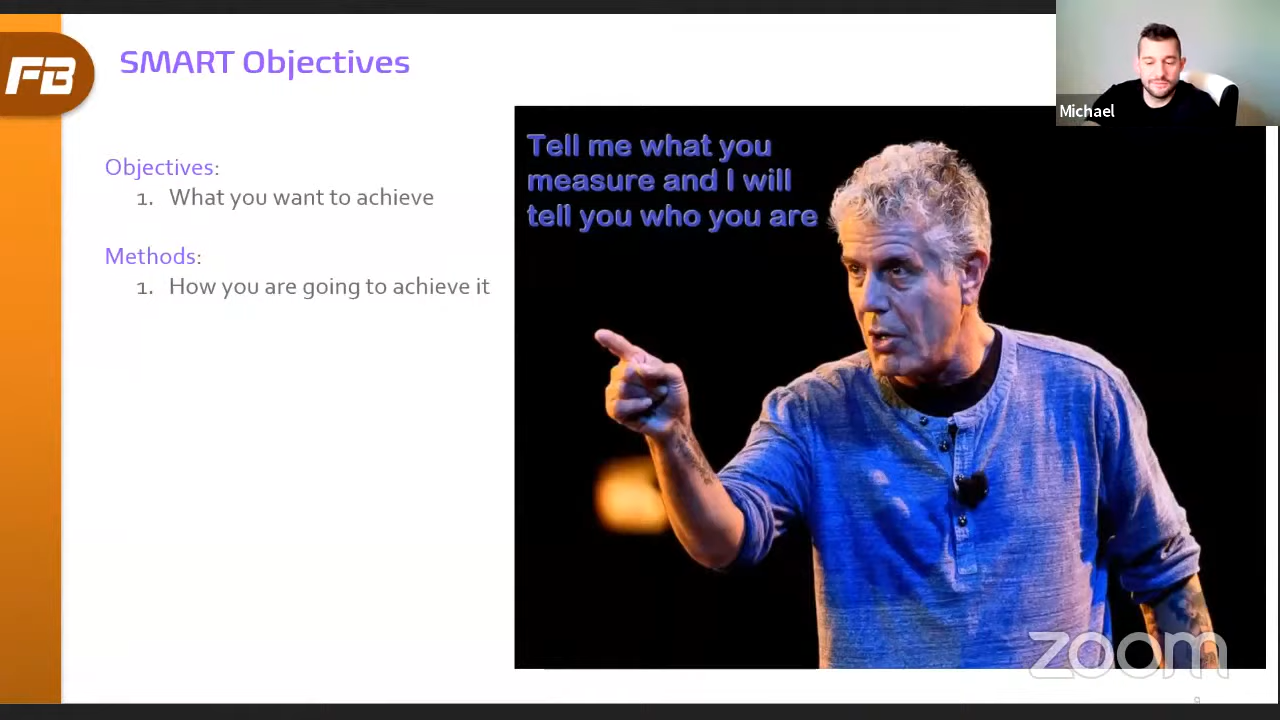 FB
SMART Objectives
Michael
Objectives:
1. What you want to achieve
Methods:
1. How you are going to achieve it
Tell me what you
measure and I will
tell you who you are
zoom